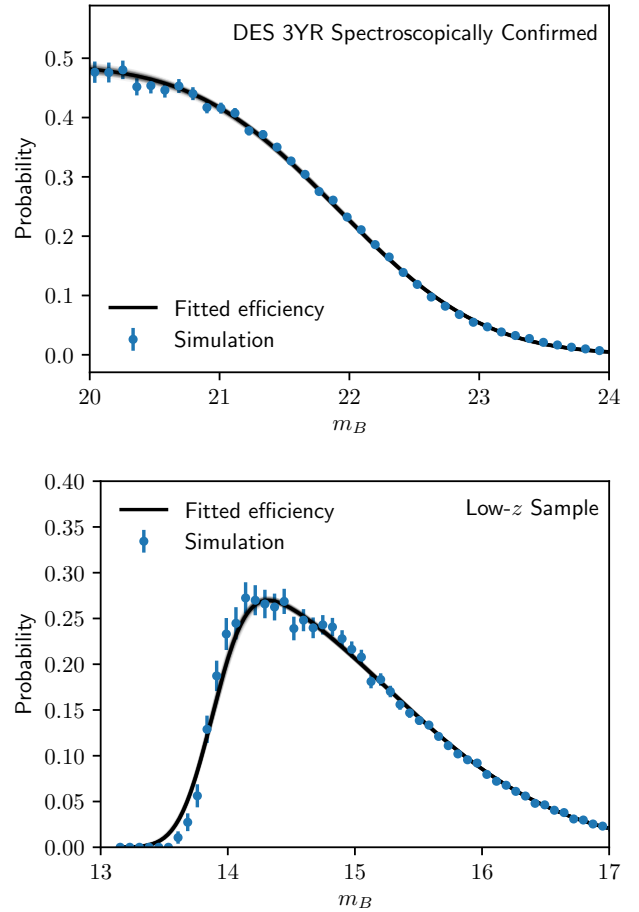 DES 3YR Spectroscopically Confirmed
0.5
0.4
0.3
0.2
0.1
0.0
Probability
Fitted efficiency
Simulation
20 21 22 23 24
m_B
0.40
0.35
0.30
0.25
0.20
0.15
0.10
0.05
0.00
Probability
Fitted efficiency
Simulation
Low-z Sample
13 14 15 16 17
m_B